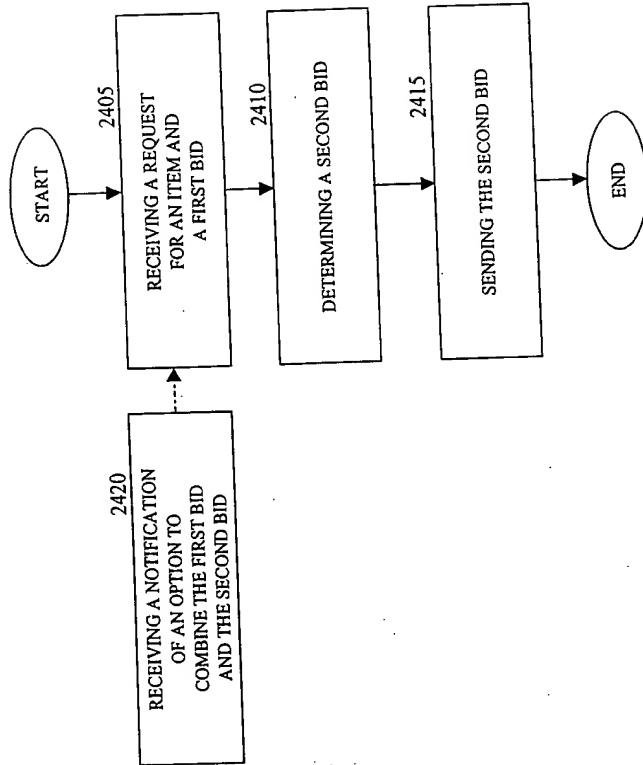 START
2405
RECEIVING A REQUEST
FOR AN ITEM AND
A FIRST BID
2410
DETERMINING A SECOND BID
2415
SENDING THE SECOND BID
END
2420
RECEIVING A NOTIFICATION
OF AN OPTION TO
COMBINE THE FIRST BID
AND THE SECOND BID